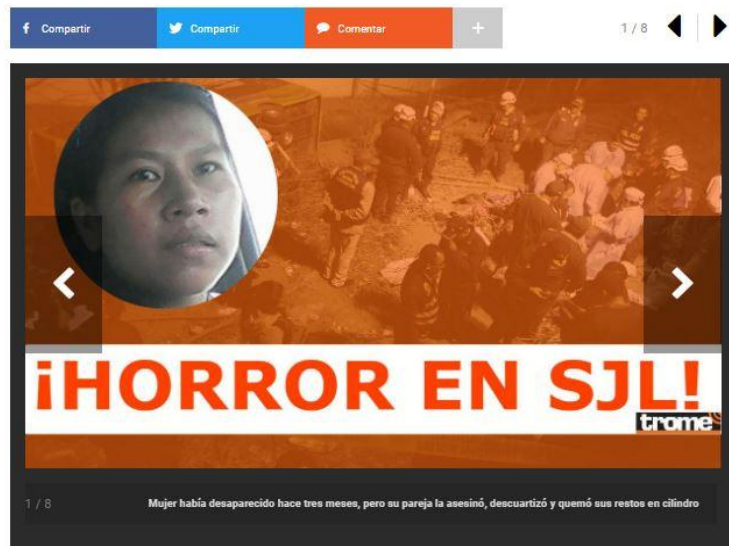 f Compartir
Compartir
Comentar
+
1 / 8
¡HORROR EN SJL!
trome
1 / 8
Mujer había desaparecido hace tres meses, pero su pareja la asesinó, descuartizó y quemó sus restos en cilindro